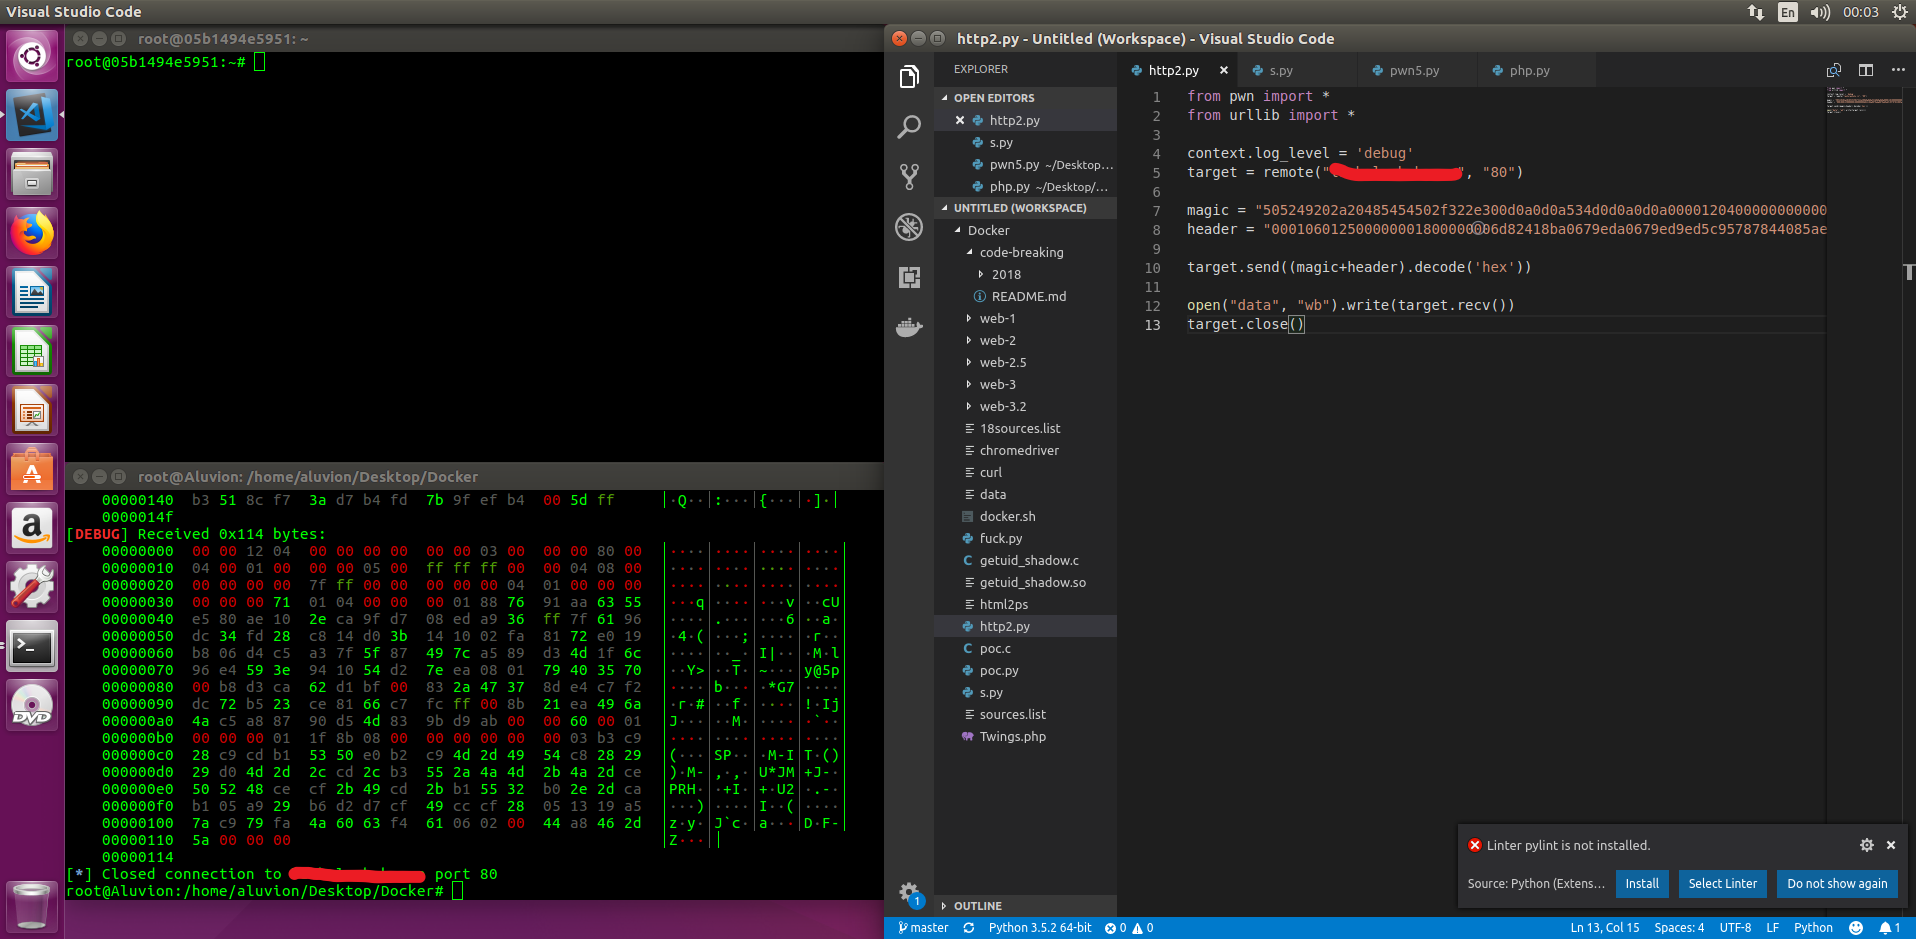 Visual Studio Code
En
00:03
root@05b1494e5951: ~
root@05b1494e5951:~#
root@Aluvion: /home/aluvion/Desktop/Docker
00000140 b3 51 8c f7 3a d7 b4 fd 7b 9f ef b4 00 5d ff |·Q|:···|{···|·]·|
0000014f
[DEBUG] Received 0x114 bytes:
00000000 00 00 12 04 00 00 00 00 00 00 03 00 00 00 80 00 |····|····|····|····|
00000010 04 00 01 00 00 00 05 00 ff ff ff 00 00 04 08 00 |····|····|····|····|
00000020 00 00 00 00 7f ff 00 00 00 00 00 04 01 00 00 00 |····|····|····|····|
00000030 00 00 00 71 01 04 00 00 00 01 88 76 91 aa 63 55 |···q|····|···v|··cU|
00000040 e5 80 ae 10 2e ca 9f d7 08 ed a9 36 ff 7f 61 96 |····|.···|···6|··a·|
00000050 dc 34 fd 28 c8 14 d0 3b 14 10 02 fa 81 72 e0 19 |·4·(|···;|····|·r··|
00000060 b8 06 d4 c5 a3 7f 5f 87 49 7c a5 89 d3 4d 1f 6c |····|··_·|I|··|·M·l|
00000070 96 e4 59 3e 94 10 54 d2 7e ea 08 01 79 40 35 70 |··Y>|··T·|~···|y@5p|
00000080 00 b8 d3 ca 62 d1 bf 00 83 2a 47 37 8d e4 c7 f2 |····|b···|·*G7|····|
00000090 dc 72 b5 23 ce 81 66 c7 fc ff 00 8b 21 ea 49 6a |·r·#|··f·|····|!·Ij|
000000a0 4a c5 a8 87 90 d5 4d 83 9b d9 ab 00 00 60 00 01 |J···|··M·|····|·`··|
000000b0 00 00 00 01 1f 8b 08 00 00 00 00 00 00 03 b3 c9 |····|····|····|····|
000000c0 28 c9 cd b1 53 50 e0 b2 c9 4d 2d 49 54 c8 28 29 |(···|SP··|·M-I|T·()|
000000d0 29 d0 4d 2d 2c cd 2c b3 55 2a 4a 4d 2b 4a 2d ce |)·M-|,·,·|U*JM|+J-·|
000000e0 50 52 48 ce cf 2b 49 cd 2b b1 55 32 b0 2e 2d ca |PRH·|·+I·|+·U2|·.-·|
000000f0 b1 05 a9 29 b6 d2 d7 cf 49 cc cf 28 05 13 19 a5 |···)|····|I··(|····|
00000100 7a c9 79 fa 4a 60 63 f4 61 06 02 00 44 a8 46 2d |z·y·|J`c·|a···|D·F-|
00000110 5a 00 00 00 |Z···|
00000114
[*] Closed connection to port 80
root@Aluvion:/home/aluvion/Desktop/Docker#
http2.py - Untitled (Workspace) - Visual Studio Code
EXPLORER
OPEN EDITORS
http2.py
s.py
pwn5.py ~/Desktop...
php.py ~/Desktop/...
UNTITLED (WORKSPACE)
Docker
code-breaking
2018
README.md
web-1
web-2
web-2.5
web-3
web-3.2
18sources.list
chromedriver
curl
data
docker.sh
fuck.py
getuid_shadow.c
getuid_shadow.so
html2ps
http2.py
poc.c
poc.py
s.py
sources.list
Twings.php
OUTLINE
http2.py s.py pwn5.py php.py
1 from pwn import *
2 from urllib import *
3
4 context.log_level = 'debug'
5 target = remote("", "80")
6
7 magic = "505249202a20485454502f322e300d0a0d0a534d0d0a0d0a00001204000000000000
8 header = "00010601250000000180000000​6d82418ba0679eda0679ed9ed5c95787844085ae
9
10 target.send((magic+header).decode('hex'))
11
12 open("data", "wb").write(target.recv())
13 target.close()
Linter pylint is not installed.
Source: Python (Extens... Install Select Linter Do not show again
1
master Python 3.5.2 64-bit 0 0 Ln 13, Col 15 Spaces: 4 UTF-8 LF Python 1